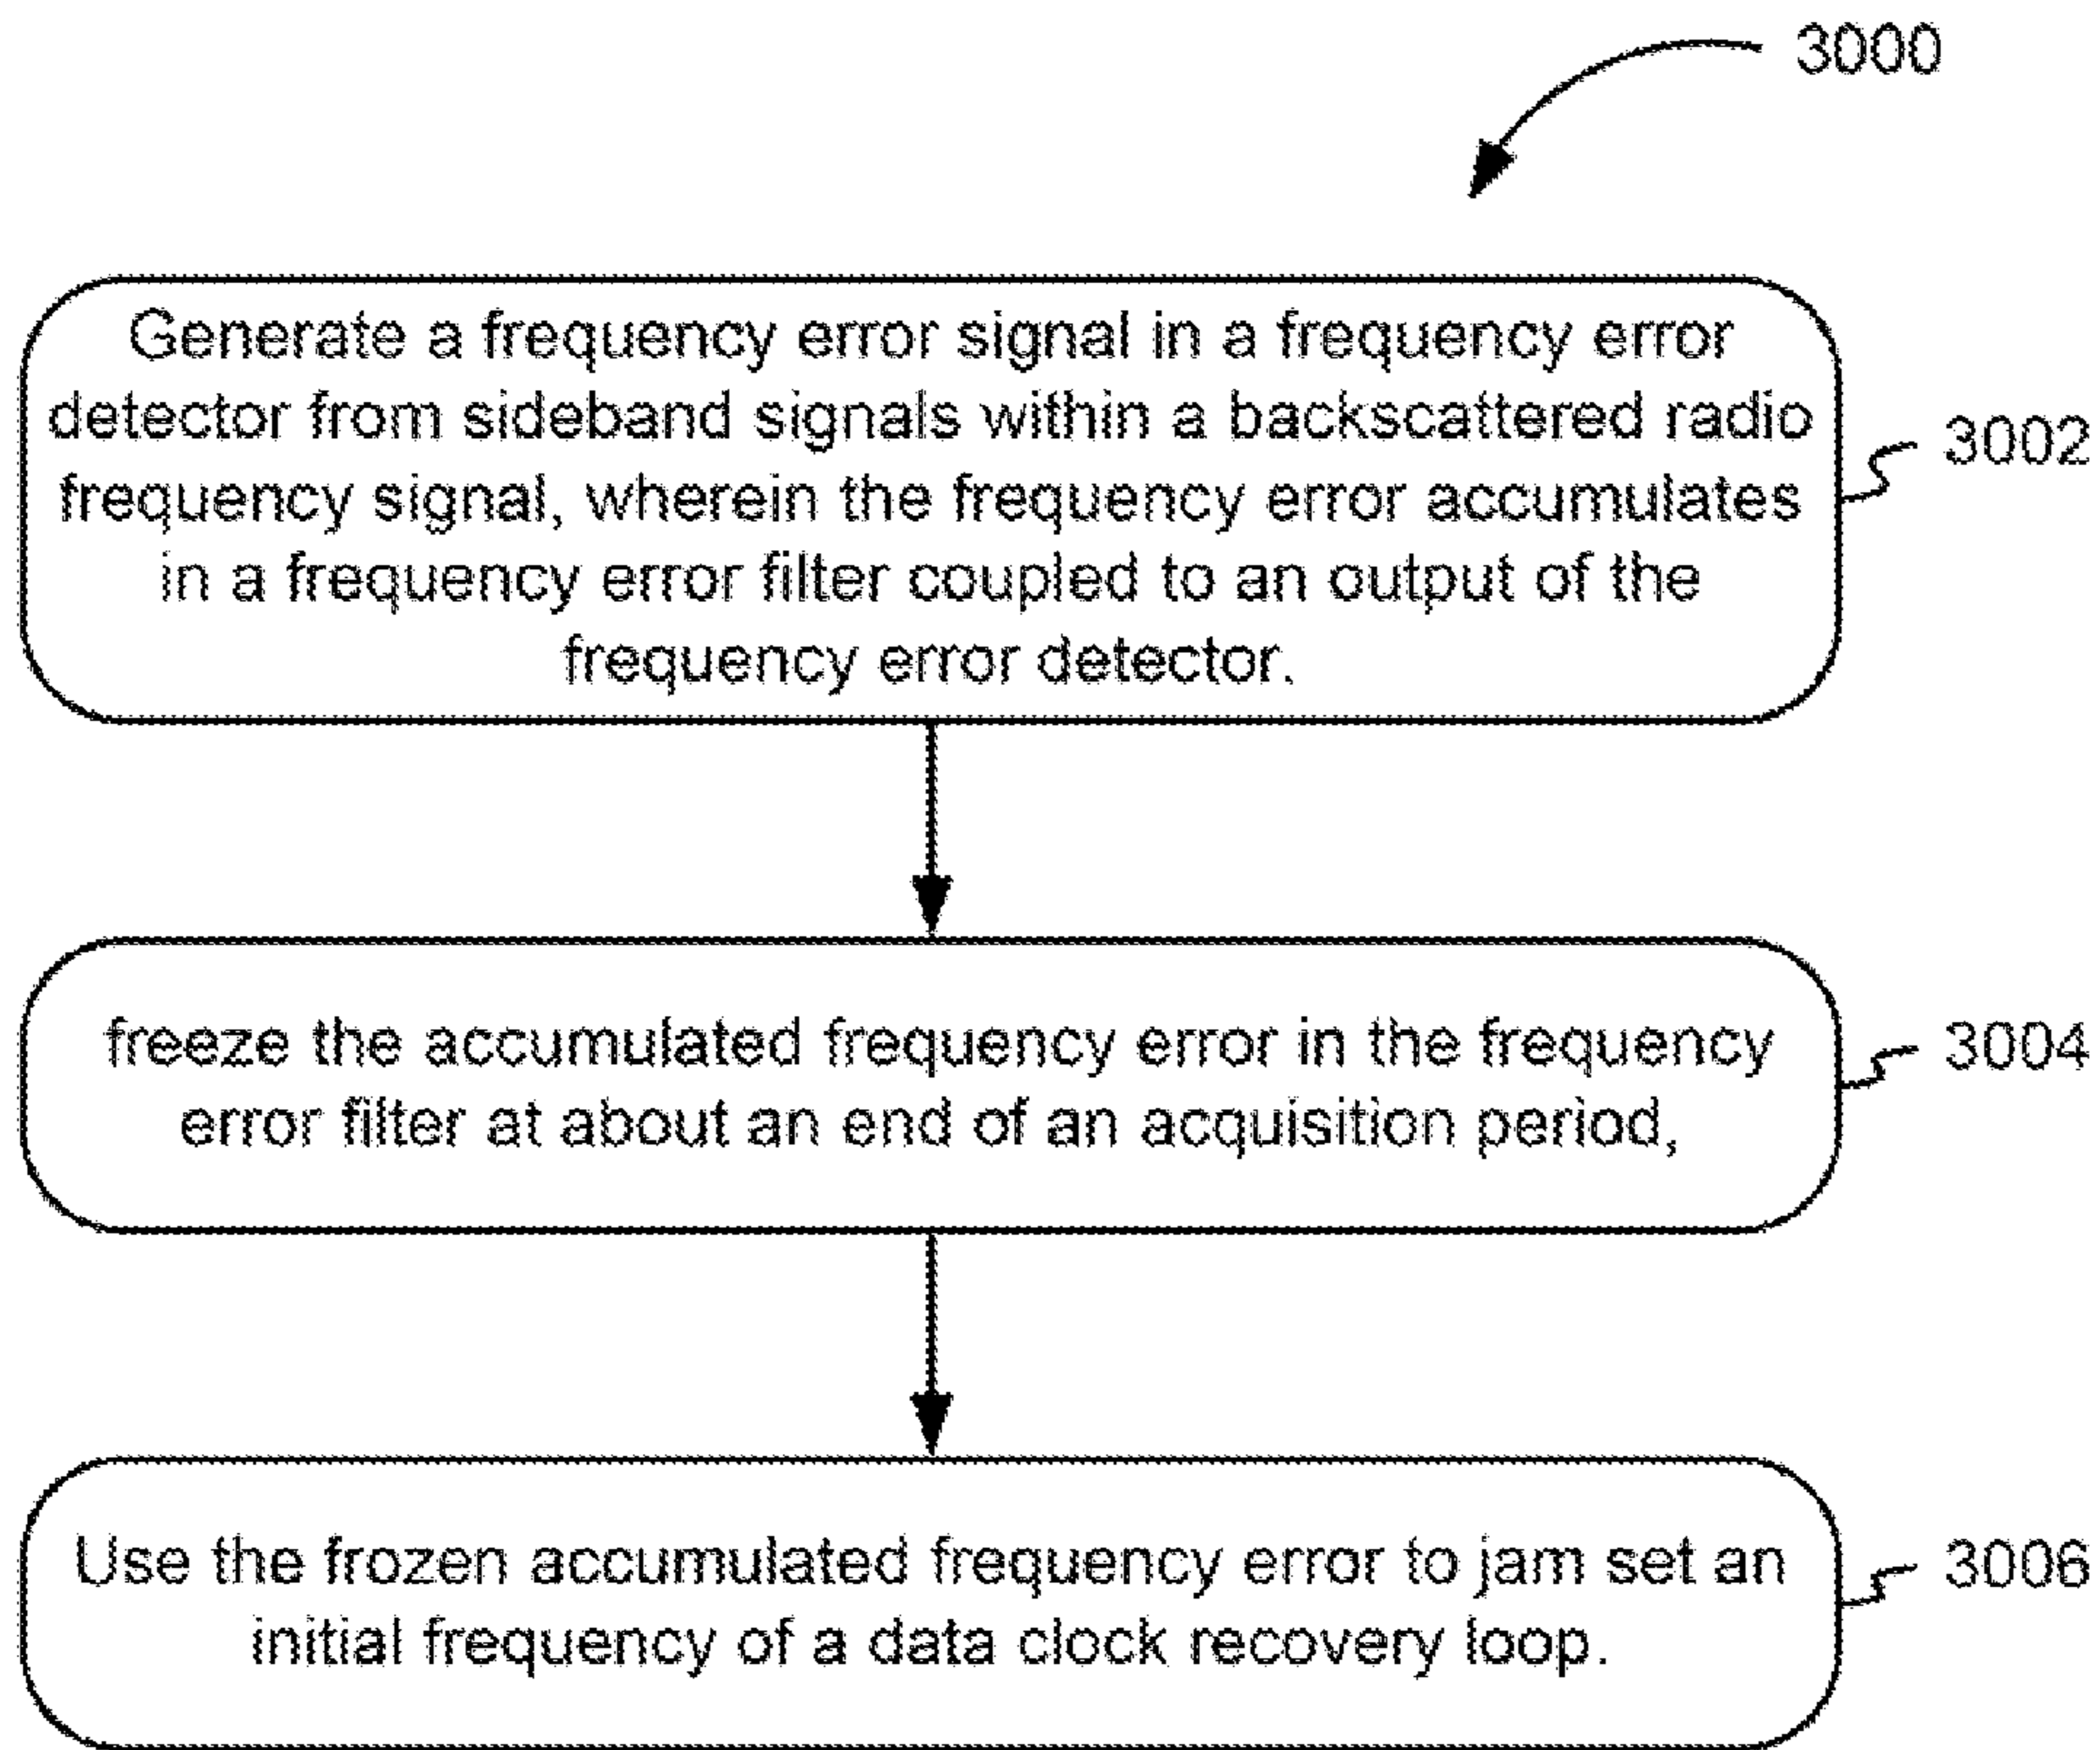 3000
Generate a frequency error signal in a frequency error
detector from sideband signals within a backscattered radio
frequency signal, wherein the frequency error accumulates
in a frequency error filter coupled to an output of the
frequency error detector.
3002
freeze the accumulated frequency error in the frequency
error filter at about an end of an acquisition period,
3004
Use the frozen accumulated frequency error to jam set an
initial frequency of a data clock recovery loop.
3006